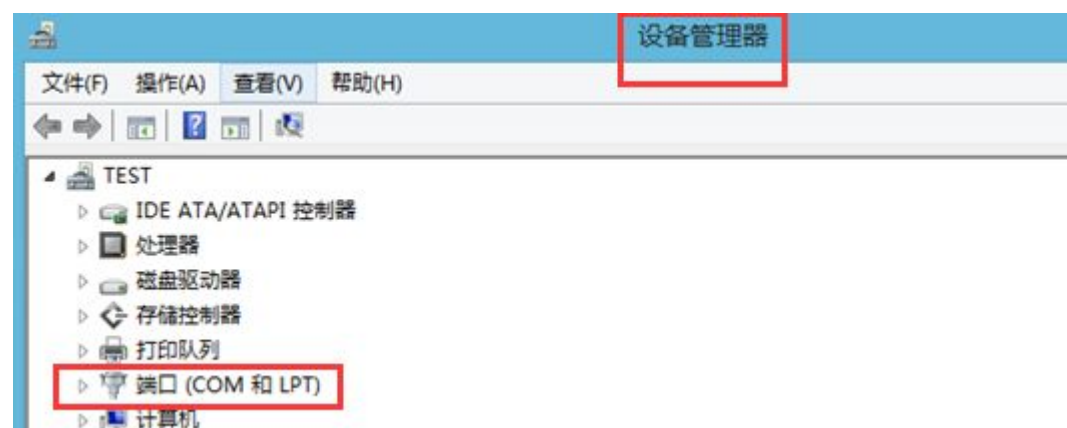 设备管理器
文件(F) 操作(A) 查看(V) 帮助(H)
TEST
IDE ATA/ATAPI 控制器
处理器
磁盘驱动器
存储控制器
打印队列
端口 (COM 和 LPT)
计算机